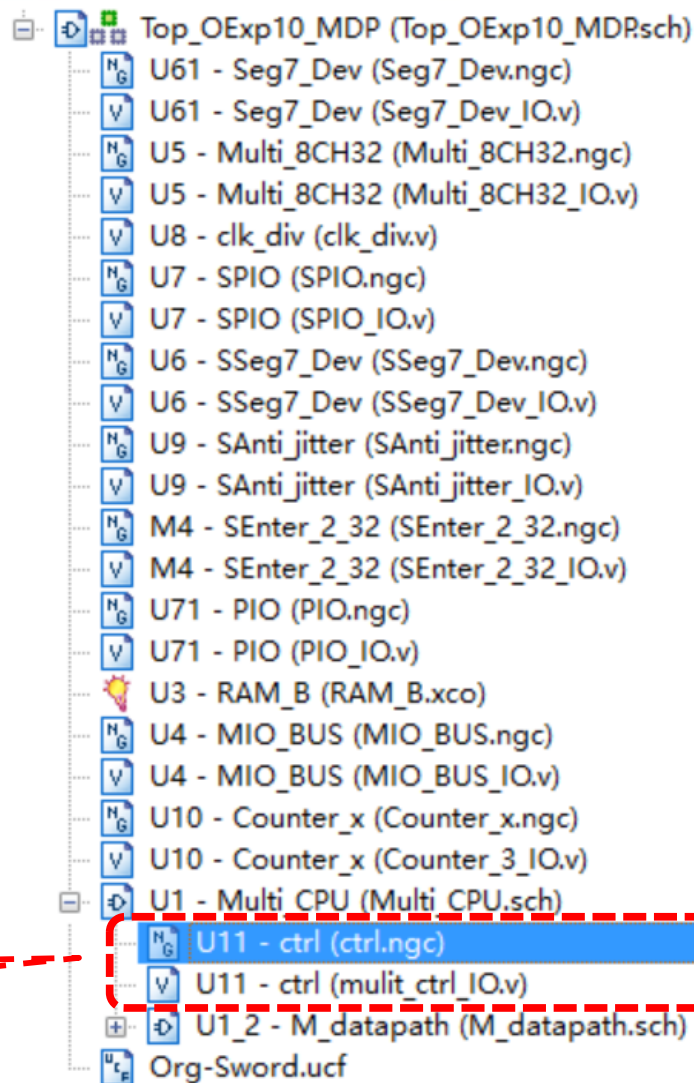 Top_OExp10_MDP (Top_OExp10_MDP.sch)
U61 - Seg7_Dev (Seg7_Dev.ngc)
U61 - Seg7_Dev (Seg7_Dev_IO.v)
U5 - Multi_8CH32 (Multi_8CH32.ngc)
U5 - Multi_8CH32 (Multi_8CH32_IO.v)
U8 - clk_div (clk_div.v)
U7 - SPIO (SPIO.ngc)
U7 - SPIO (SPIO_IO.v)
U6 - SSeg7_Dev (SSeg7_Dev.ngc)
U6 - SSeg7_Dev (SSeg7_Dev_IO.v)
U9 - SAnti_jitter (SAnti_jitter.ngc)
U9 - SAnti_jitter (SAnti_jitter_IO.v)
M4 - SEnter_2_32 (SEnter_2_32.ngc)
M4 - SEnter_2_32 (SEnter_2_32_IO.v)
U71 - PIO (PIO.ngc)
U71 - PIO (PIO_IO.v)
U3 - RAM_B (RAM_B.xco)
U4 - MIO_BUS (MIO_BUS.ngc)
U4 - MIO_BUS (MIO_BUS_IO.v)
U10 - Counter_x (Counter_x.ngc)
U10 - Counter_x (Counter_3_IO.v)
U1 - Multi_CPU (Multi_CPU.sch)
U11 - ctrl (ctrl.ngc)
U11 - ctrl (mulit_ctrl_IO.v)
U1_2 - M_datapath (M_datapath.sch)
Org-Sword.ucf